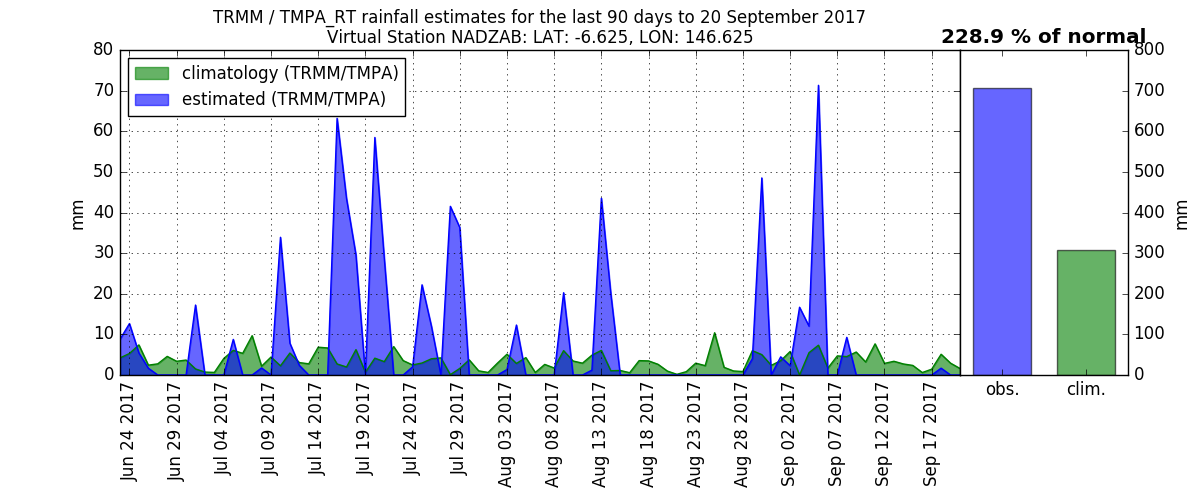 TRMM / TMPA_RT rainfall estimates for the last 90 days to 20 September 2017
Virtual Station NADZAB: LAT: -6.625, LON: 146.625
228.9 % of normal
climatology (TRMM/TMPA)
estimated (TRMM/TMPA)
80
70
60
50
40
30
20
10
0
mm
800
700
600
500
400
300
200
100
0
mm
Jun 24 2017
Jun 29 2017
Jul 04 2017
Jul 09 2017
Jul 14 2017
Jul 19 2017
Jul 24 2017
Jul 29 2017
Aug 03 2017
Aug 08 2017
Aug 13 2017
Aug 18 2017
Aug 23 2017
Aug 28 2017
Sep 02 2017
Sep 07 2017
Sep 12 2017
Sep 17 2017
obs.
clim.